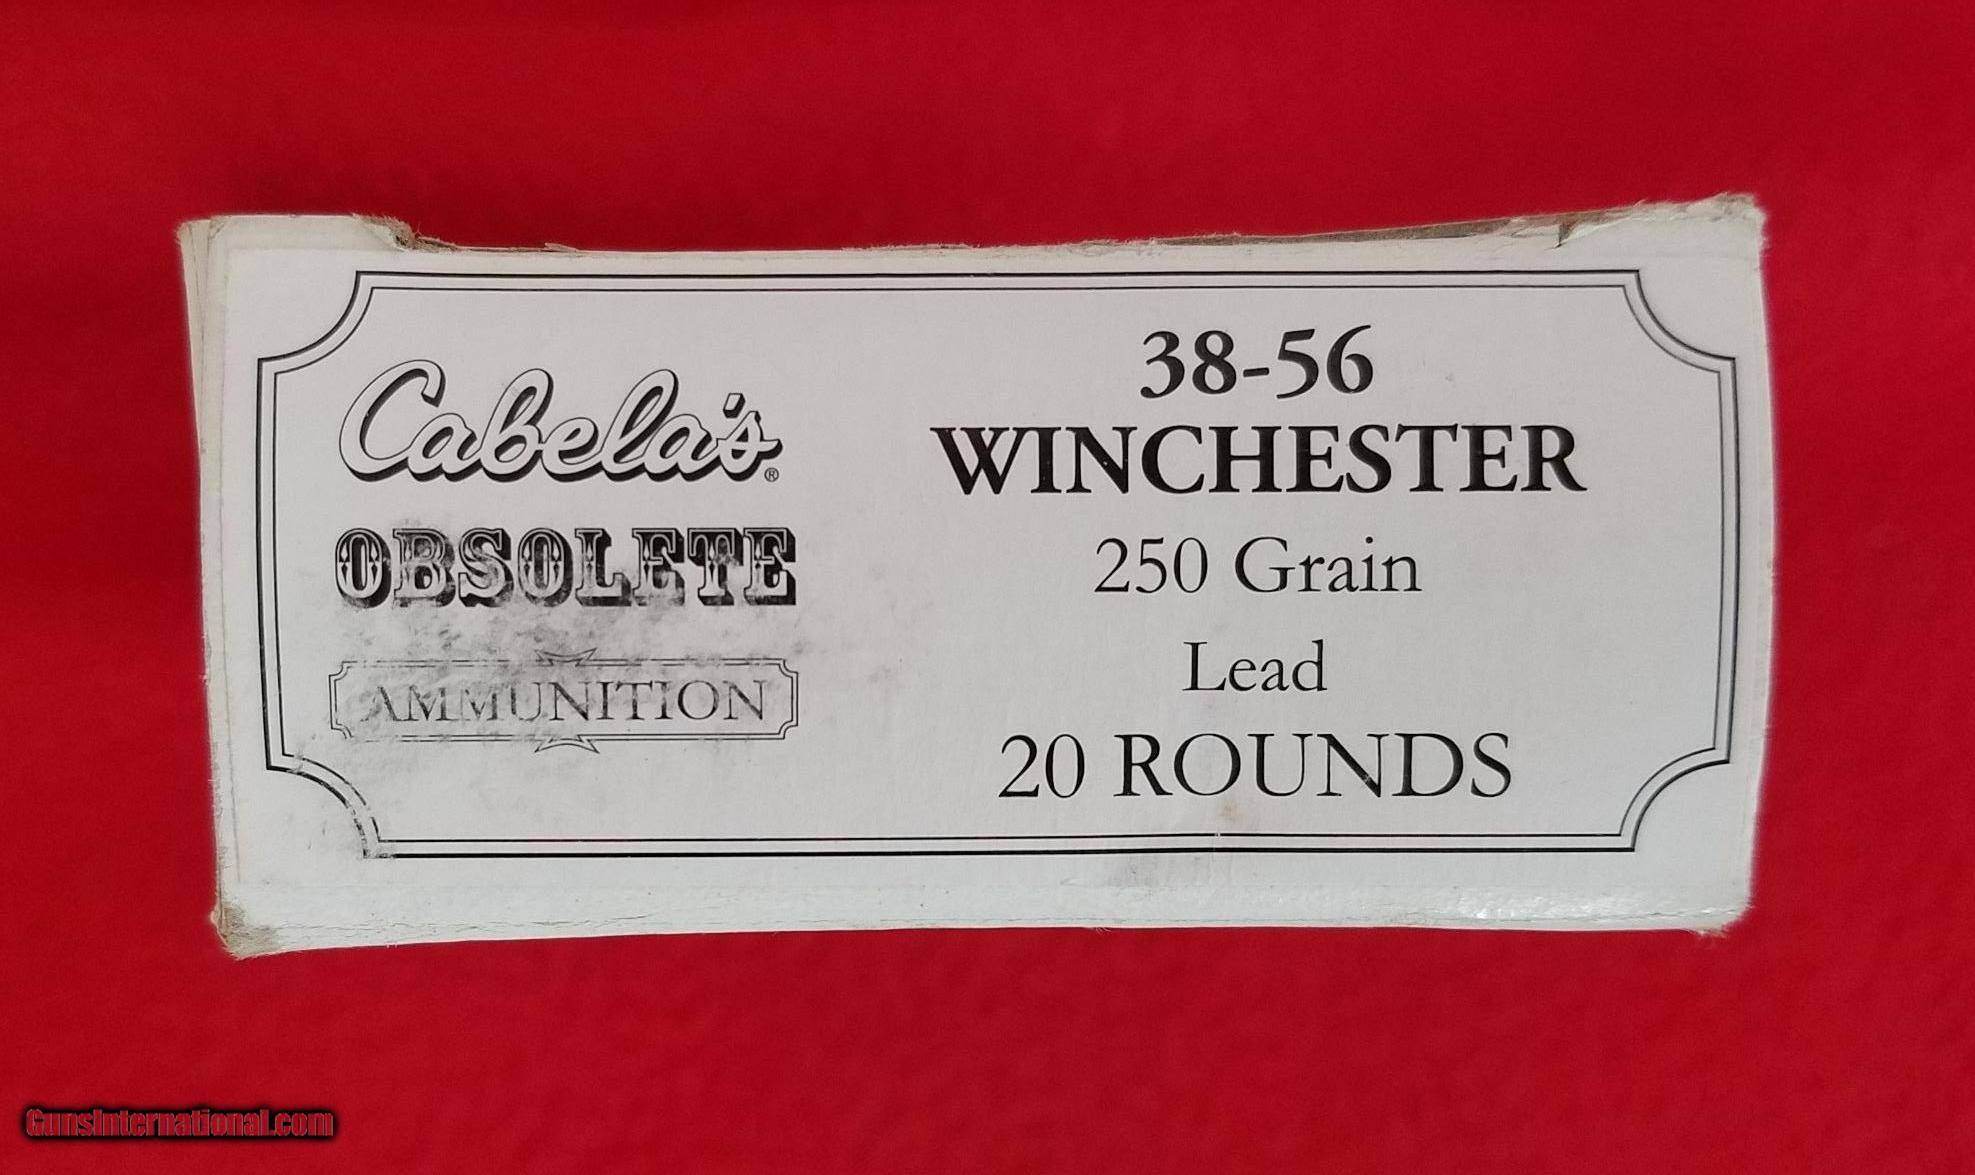 Cabela's®
OBSOLETE
AMMUNITION
38-56
WINCHESTER
250 Grain
Lead
20 ROUNDS
GunsInternational.com